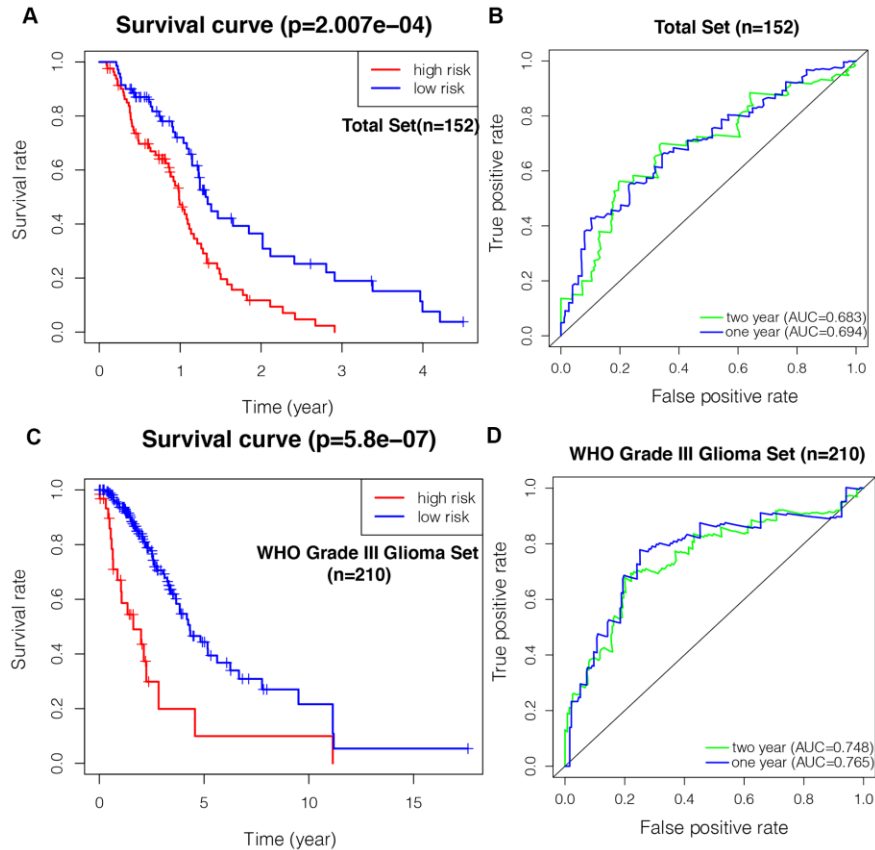 A
Survival curve (p=2.007e−04)
high risk
low risk
Total Set(n=152)
Survival rate
0.0 0.2 0.4 0.6 0.8 1.0
0 1 2 3 4
Time (year)
B
Total Set (n=152)
True positive rate
0.0 0.2 0.4 0.6 0.8 1.0
two year (AUC=0.683)
one year (AUC=0.694)
0.0 0.2 0.4 0.6 0.8 1.0
False positive rate
C
Survival curve (p=5.8e−07)
high risk
low risk
WHO Grade III Glioma Set
(n=210)
Survival rate
0.0 0.2 0.4 0.6 0.8 1.0
0 5 10 15
Time (year)
D
WHO Grade III Glioma Set (n=210)
True positive rate
0.0 0.2 0.4 0.6 0.8 1.0
two year (AUC=0.748)
one year (AUC=0.765)
0.0 0.2 0.4 0.6 0.8 1.0
False positive rate